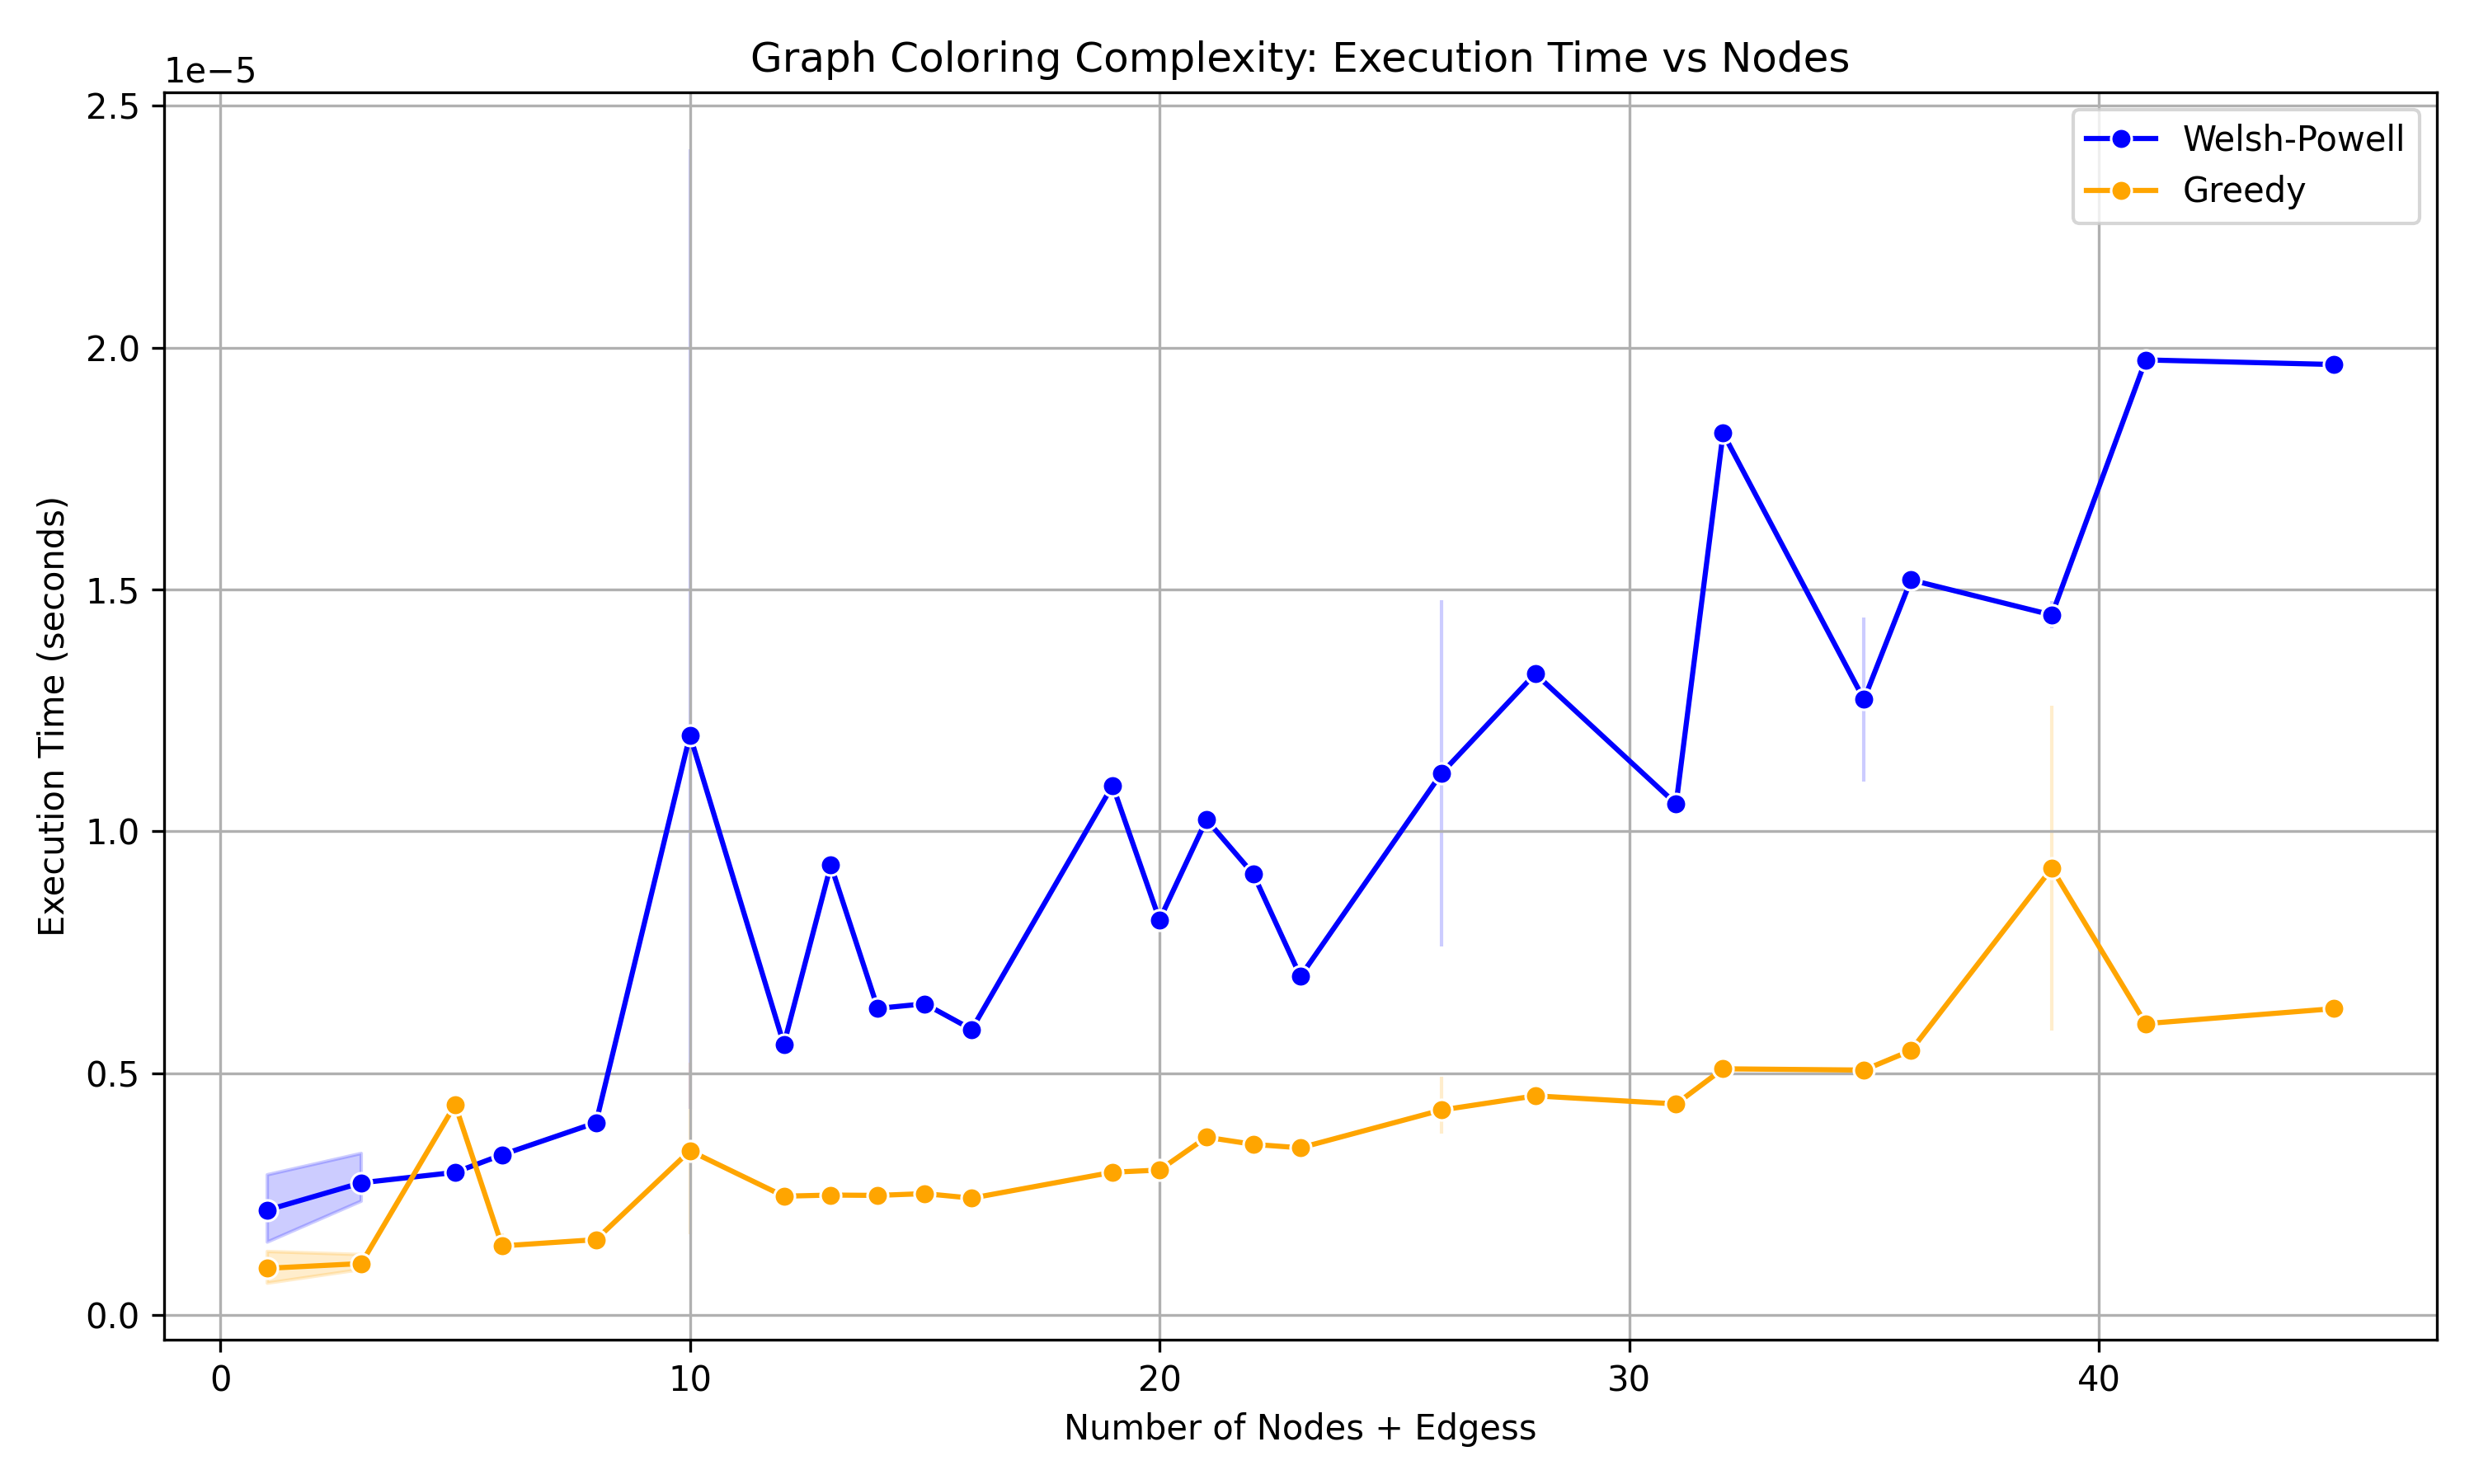 Graph Coloring Complexity: Execution Time vs Nodes
1e−5
2.5
2.0
1.5
1.0
0.5
0.0
Execution Time (seconds)
Welsh-Powell
Greedy
0
10
20
30
40
Number of Nodes + Edgess